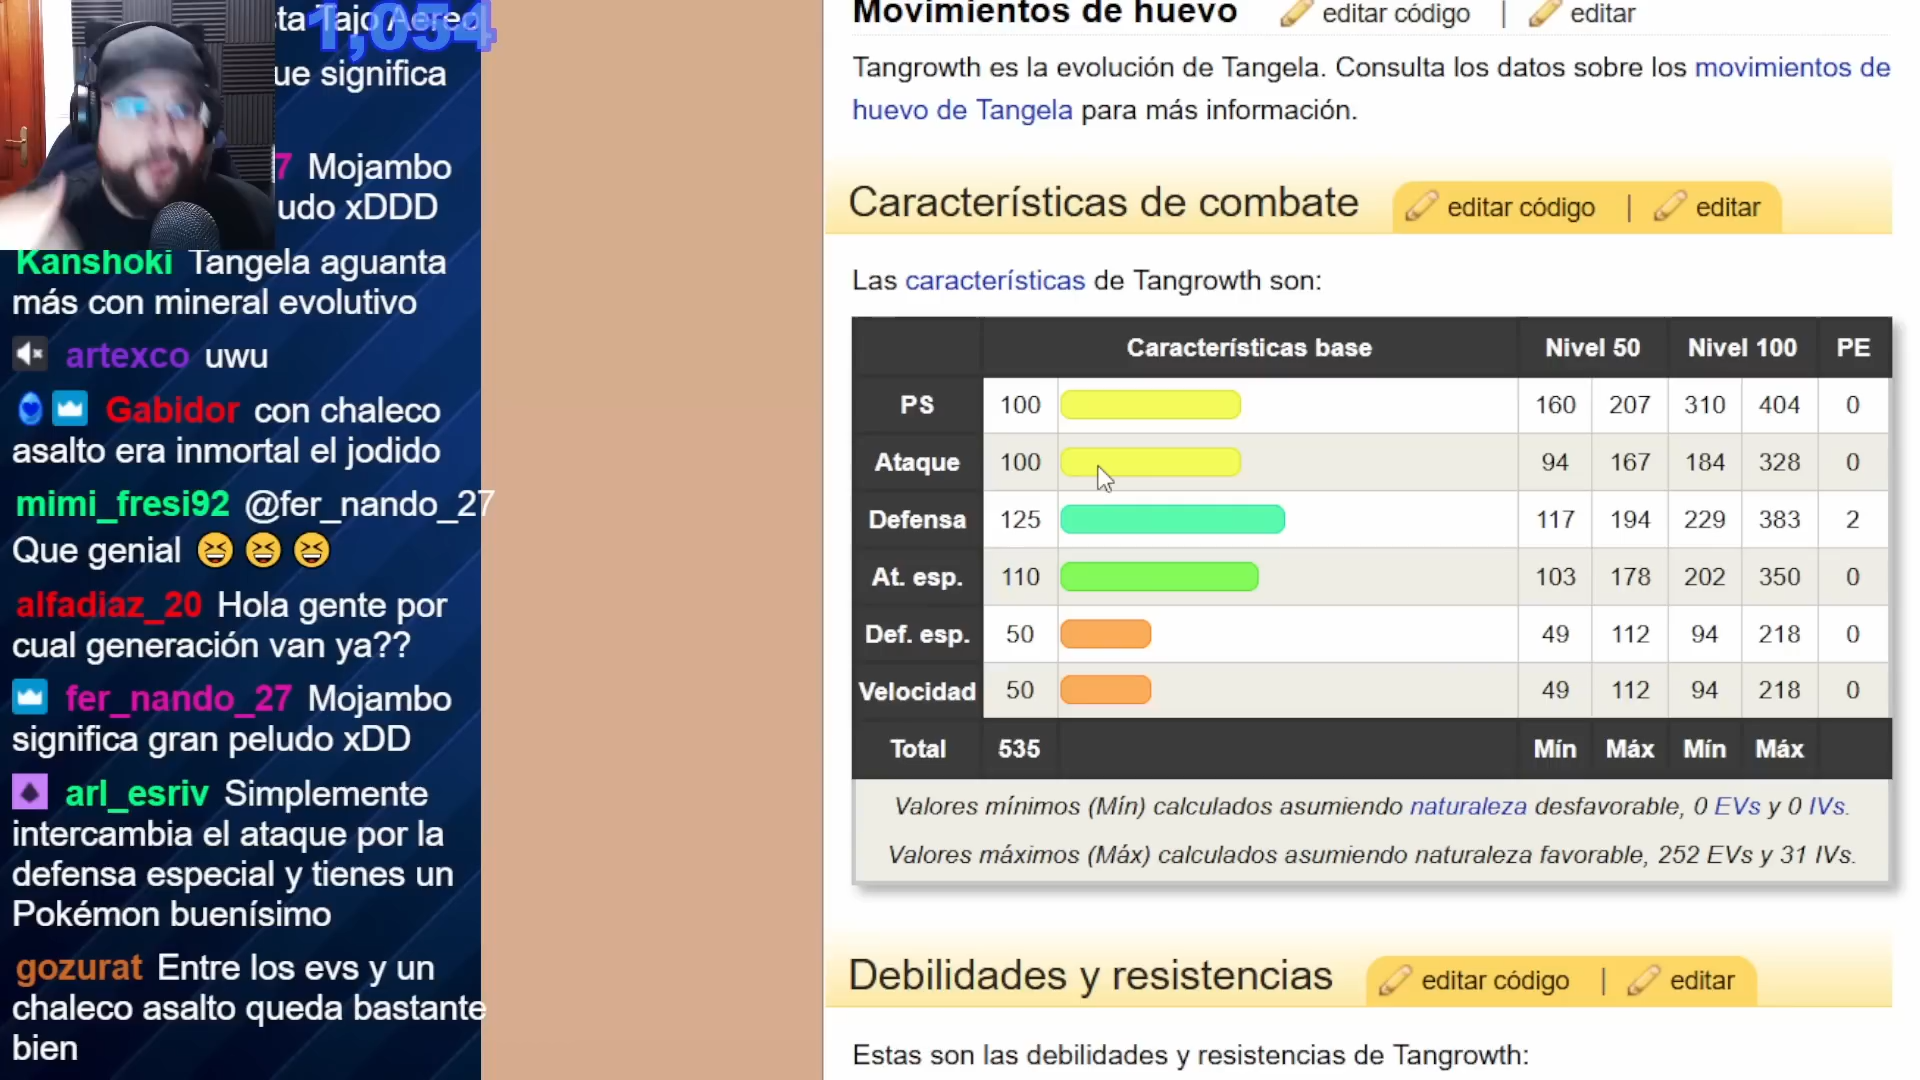 ta Tajo Aereo
1,054
ue significa
7 Mojambo
udo xDDD
Kanshoki Tangela aguanta
más con mineral evolutivo
artexco uwu
Gabidor con chaleco
asalto era inmortal el jodido
mimi_fresi92 @fer_nando_27
Que genial 😆 😆 😆
alfadiaz_20 Hola gente por
cual generación van ya??
fer_nando_27 Mojambo
significa gran peludo xDD
arl_esriv Simplemente
intercambia el ataque por la
defensa especial y tienes un
Pokémon buenísimo
gozurat Entre los evs y un
chaleco asalto queda bastante
bien
Movimientos de huevo editar código | editar
Tangrowth es la evolución de Tangela. Consulta los datos sobre los movimientos de
huevo de Tangela para más información.
Características de combate editar código | editar
Las características de Tangrowth son:
Características base Nivel 50 Nivel 100 PE
PS 100 160 207 310 404 0
Ataque 100 94 167 184 328 0
Defensa 125 117 194 229 383 2
At. esp. 110 103 178 202 350 0
Def. esp. 50 49 112 94 218 0
Velocidad 50 49 112 94 218 0
Total 535 Mín Máx Mín Máx
Valores mínimos (Mín) calculados asumiendo naturaleza desfavorable, 0 EVs y 0 IVs.
Valores máximos (Máx) calculados asumiendo naturaleza favorable, 252 EVs y 31 IVs.
Debilidades y resistencias editar código | editar
Estas son las debilidades y resistencias de Tangrowth: